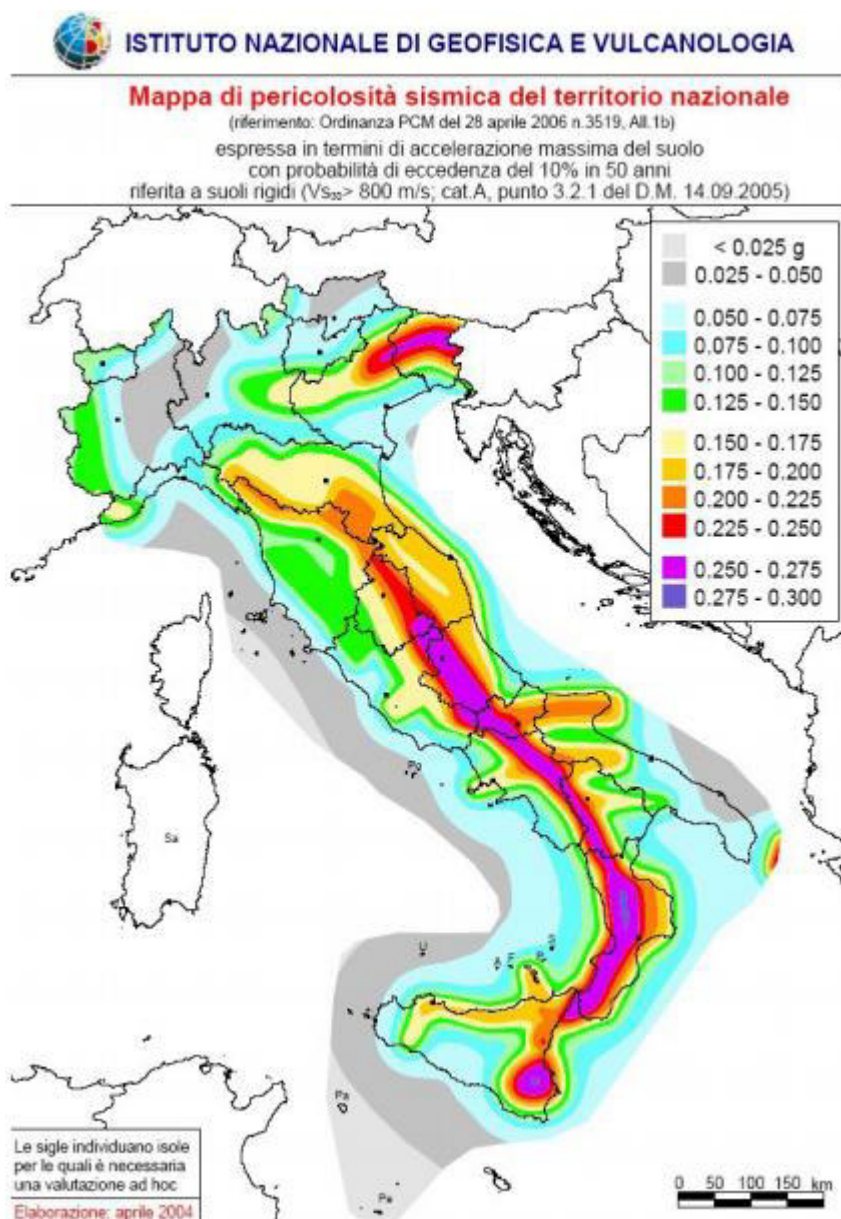 ISTITUTO NAZIONALE DI GEOFISICA E VULCANOLOGIA
Mappa di pericolosità sismica del territorio nazionale
(riferimento: Ordinanza PCM del 28 aprile 2006 n.3519, All.1b)
espressa in termini di accelerazione massima del suolo
con probabilità di eccedenza del 10% in 50 anni
riferita a suoli rigidi (Vs30> 800 m/s; cat.A, punto 3.2.1 del D.M. 14.09.2005)
< 0.025 g
0.025 - 0.050
0.050 - 0.075
0.075 - 0.100
0.100 - 0.125
0.125 - 0.150
0.150 - 0.175
0.175 - 0.200
0.200 - 0.225
0.225 - 0.250
0.250 - 0.275
0.275 - 0.300
Sa
U
Pa
Pe
Le sigle individuano isole
per le quali è necessaria
una valutazione ad hoc
Elaborazione: aprile 2004
0 50 100 150 km